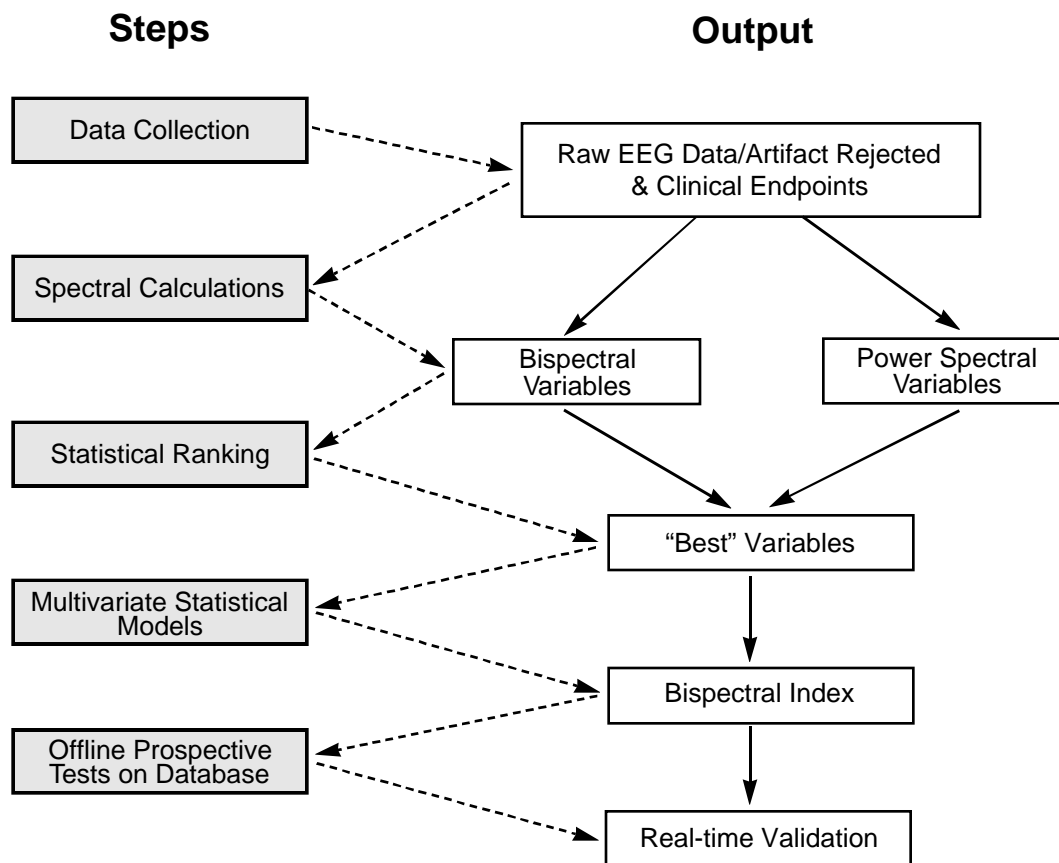 Steps
Output
Data Collection
Raw EEG Data/Artifact Rejected
& Clinical Endpoints
Spectral Calculations
Bispectral
Variables
Power Spectral
Variables
Statistical Ranking
“Best” Variables
Multivariate Statistical
Models
Bispectral Index
Offline Prospective
Tests on Database
Real-time Validation